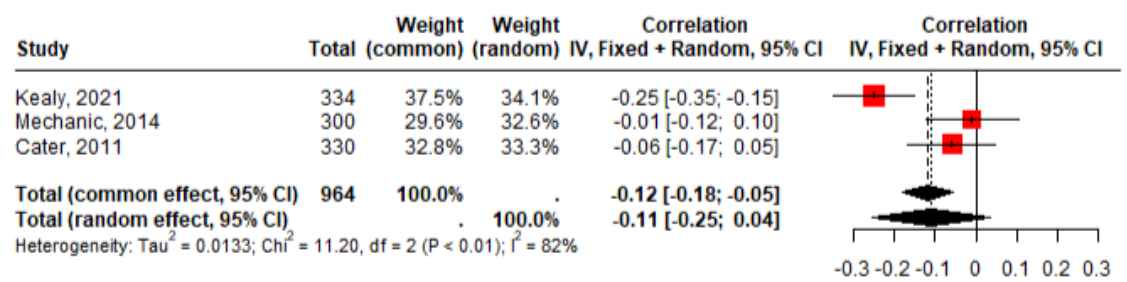 Weight Weight Correlation Correlation
Study Total (common) (random) IV, Fixed + Random, 95% CI IV, Fixed + Random, 95% CI
Kealy, 2021 334 37.5% 34.1% -0.25 [-0.35; -0.15]
Mechanic, 2014 300 29.6% 32.6% -0.01 [-0.12; 0.10]
Cater, 2011 330 32.8% 33.3% -0.06 [-0.17; 0.05]
Total (common effect, 95% CI) 964 100.0% . -0.12 [-0.18; -0.05]
Total (random effect, 95% CI) . 100.0% -0.11 [-0.25; 0.04]
Heterogeneity: Tau² = 0.0133; Chi² = 11.20, df = 2 (P < 0.01); I² = 82%
-0.3 -0.2 -0.1 0 0.1 0.2 0.3